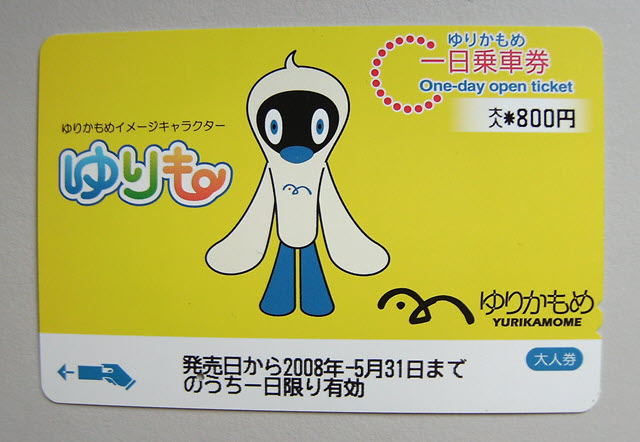 ゆりかもめ
一日乗車券
One-day open ticket
大人*800円
ゆりかもめイメージキャラクター
ゆりも
ゆりかもめ
YURIKAMOME
発売日から2008年-5月31日まで
のうち一日限り有効
大人券